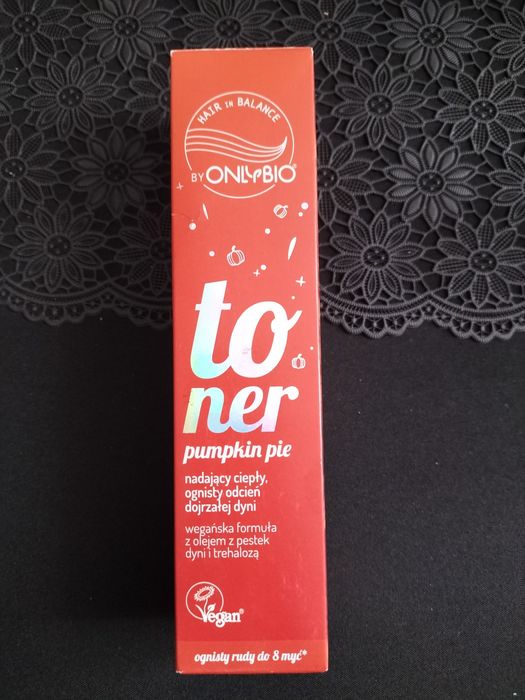 HAIR IN BALANCE
BY ONLYBIO®
to
ner
pumpkin pie
nadający ciepły,
ognisty odcień
dojrzałej dyni
wegańska formuła
z olejem z pestek
dyni i trehalozą
Vegan®
ognisty rudy do 8 myć*